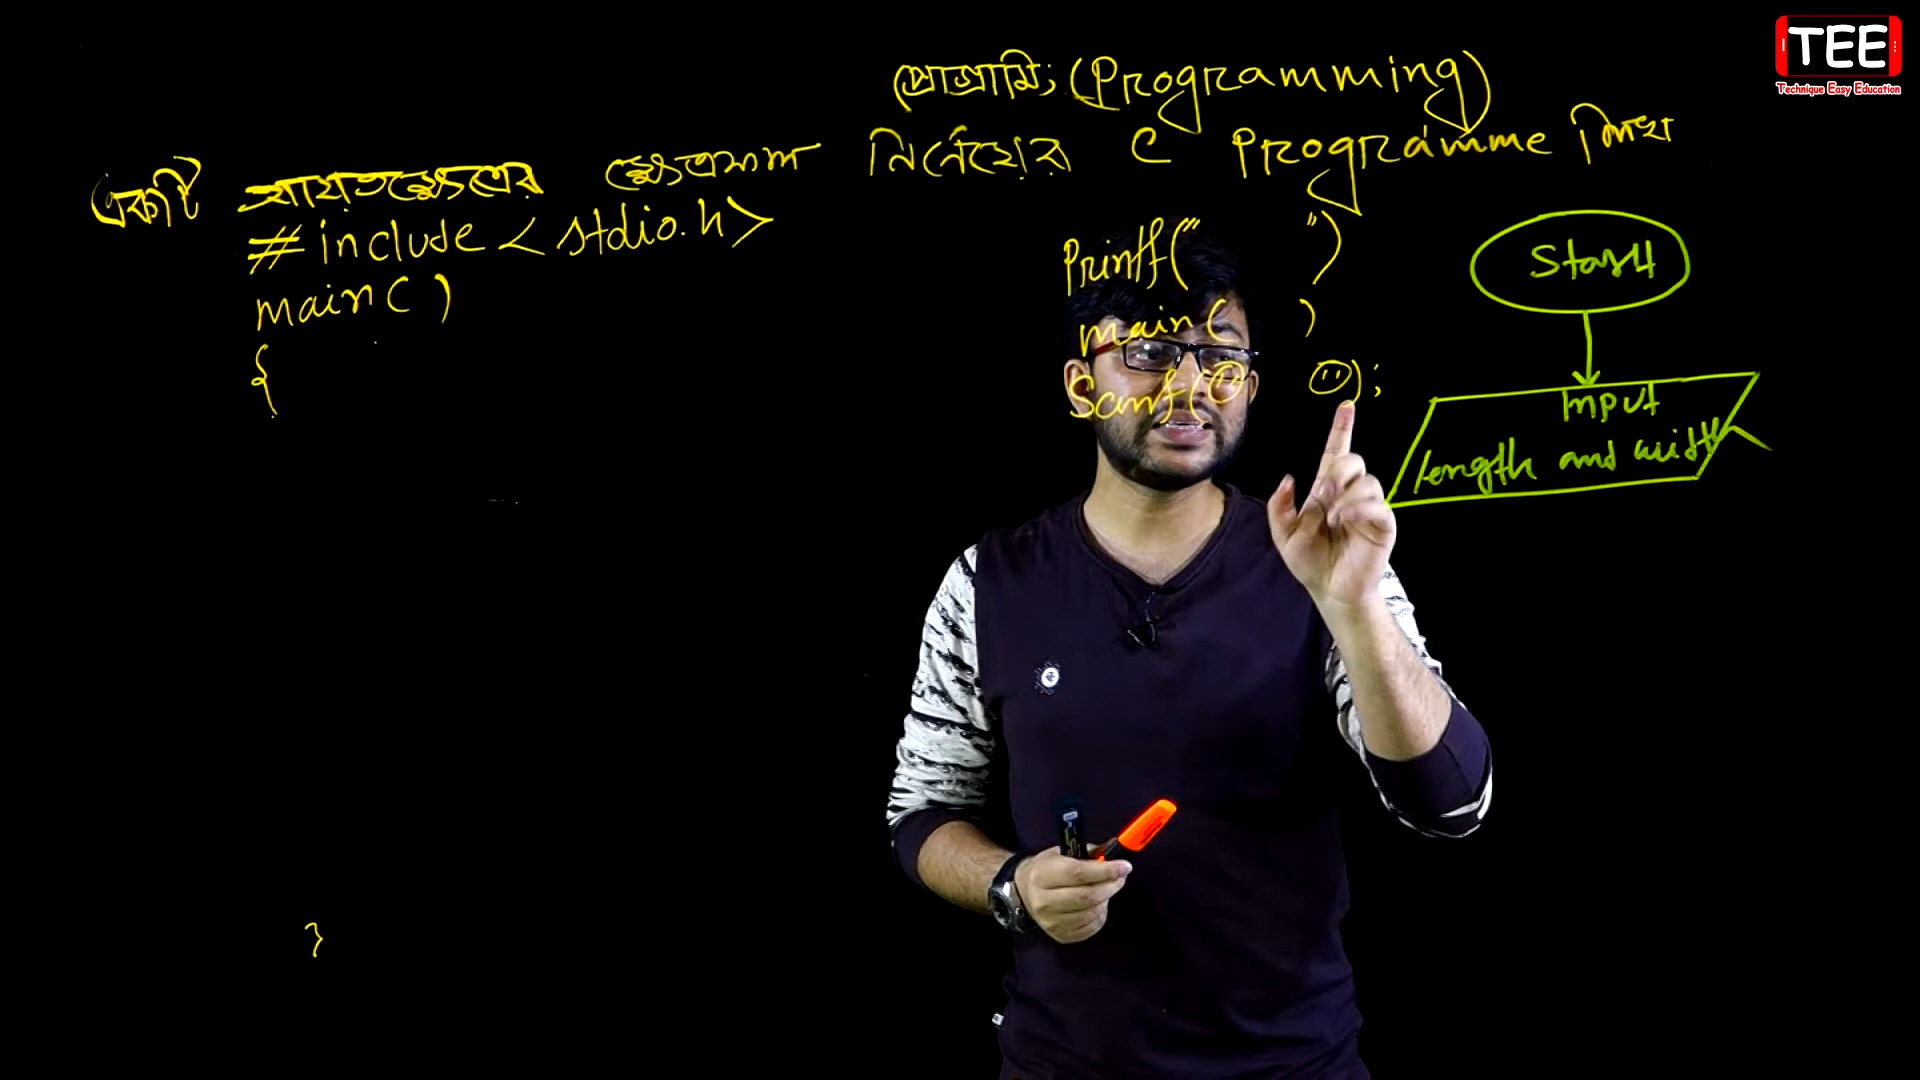 TEE
Technique Easy Education
প্রোগ্রামিং (Programming)
একটি আয়তক্ষেত্রের ক্ষেত্রফল নির্ণয়ের C Programme লিখ
#include <stdio.h>
main( )
{
}
Printf(" ")
main( )
Scanf(" ");
Start
Input
length and width